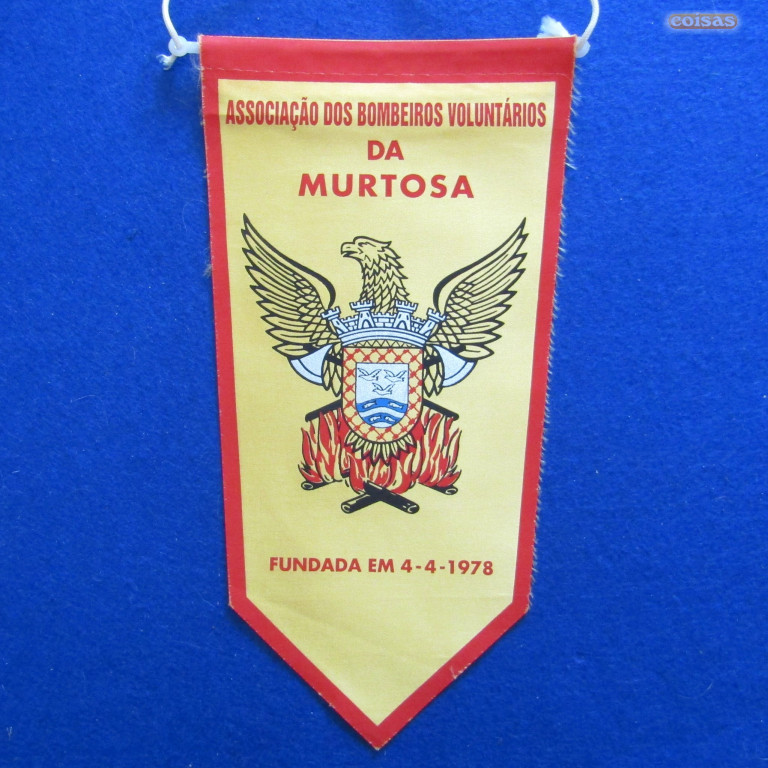 coisas
ASSOCIAÇÃO DOS BOMBEIROS VOLUNTÁRIOS
DA
MURTOSA
FUNDADA EM 4-4-1978